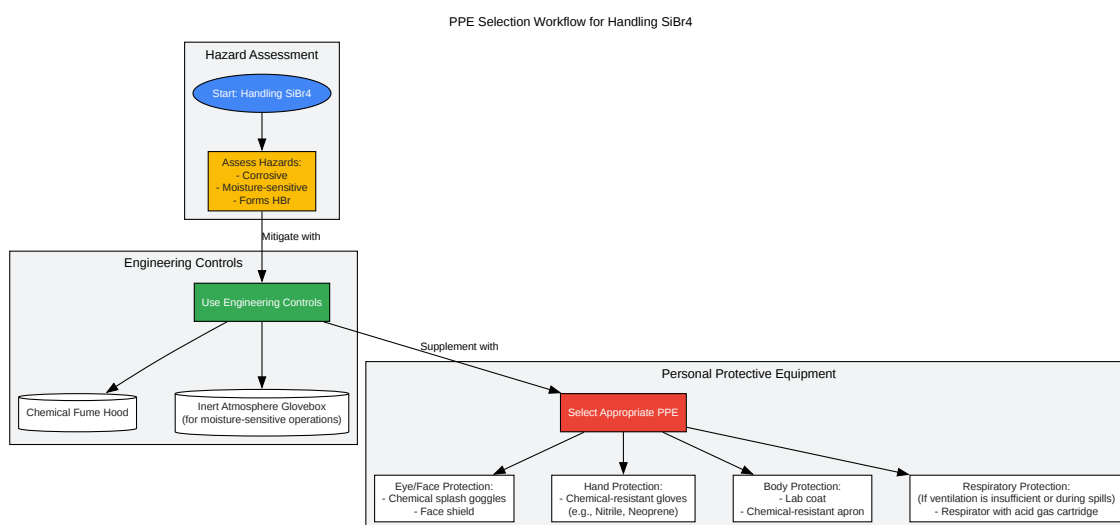 PPE Selection Workflow for Handling SiBr4
Hazard Assessment
Start: Handling SiBr4
Assess Hazards:
- Corrosive
- Moisture-sensitive
- Forms HBr
Mitigate with
Engineering Controls
Use Engineering Controls
Supplement with
Chemical Fume Hood
Inert Atmosphere Glovebox
(for moisture-sensitive operations)
Personal Protective Equipment
Select Appropriate PPE
Eye/Face Protection:
- Chemical splash goggles
- Face shield
Hand Protection:
- Chemical-resistant gloves
(e.g., Nitrile, Neoprene)
Body Protection:
- Lab coat
- Chemical-resistant apron
Respiratory Protection:
(If ventilation is insufficient or during spills)
- Respirator with acid gas cartridge